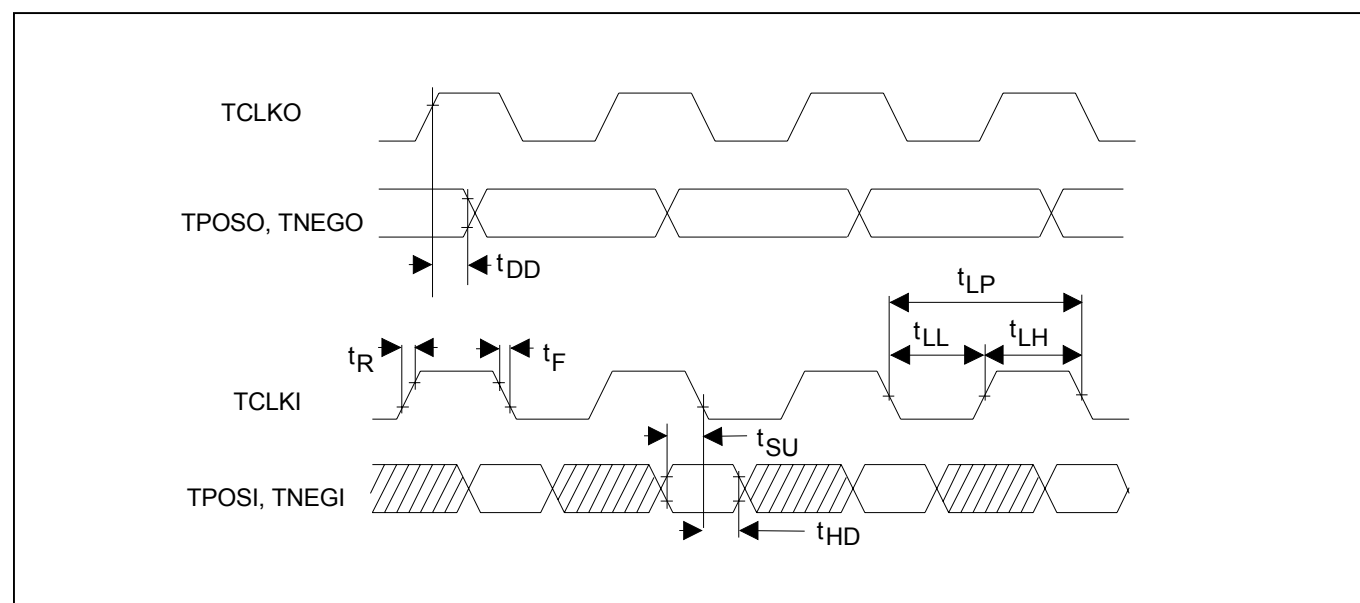 TCLKO
TPOSO, TNEGO
tDD
tLP
tLL
tLH
tR
tF
TCLKI
tSU
TPOSI, TNEGI
tHD